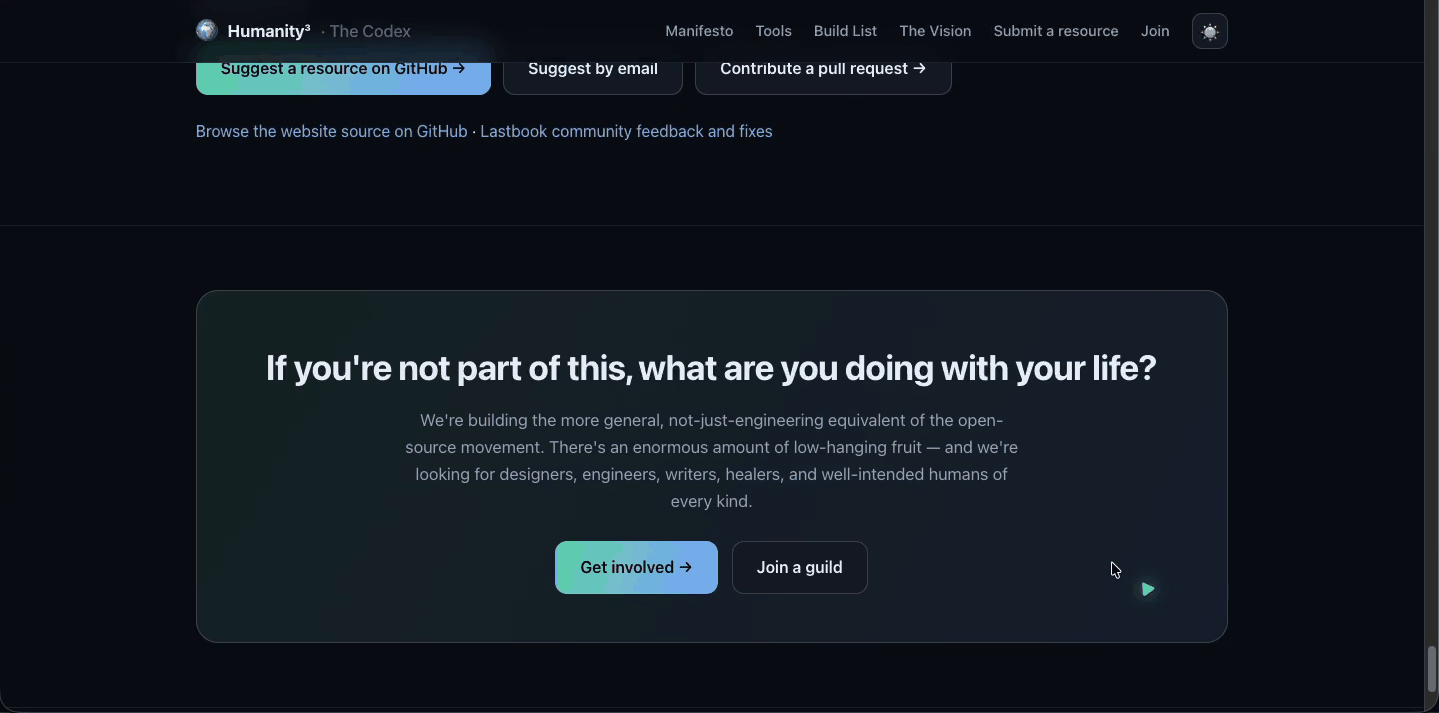 Humanity³ · The Codex Manifesto Tools Build List The Vision Submit a resource Join
Suggest a resource on GitHub → Suggest by email Contribute a pull request →
Browse the website source on GitHub · Lastbook community feedback and fixes
If you're not part of this, what are you doing with your life?
We're building the more general, not-just-engineering equivalent of the open-
source movement. There's an enormous amount of low-hanging fruit — and we're
looking for designers, engineers, writers, healers, and well-intended humans of
every kind.
Get involved → Join a guild